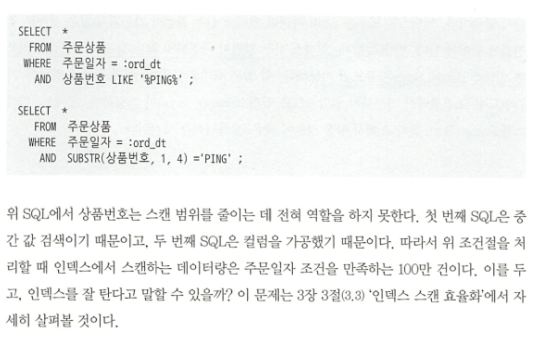 SELECT *
FROM 주문상품
WHERE 주문일자 = :ord_dt
AND 상품번호 LIKE '%PING%' ;
SELECT *
FROM 주문상품
WHERE 주문일자 = :ord_dt
AND SUBSTR(상품번호, 1, 4) ='PING' ;
위 SQL에서 상품번호는 스캔 범위를 줄이는 데 전혀 역할을 하지 못한다. 첫 번째 SQL은 중
간 값 검색이기 때문이고, 두 번째 SQL은 컬럼을 가공했기 때문이다. 따라서 위 조건절을 처
리할 때 인덱스에서 스캔하는 데이터량은 주문일자 조건을 만족하는 100만 건이다. 이를 두
고, 인덱스를 잘 탄다고 말할 수 있을까? 이 문제는 3장 3절(3.3) ‘인덱스 스캔 효율화’에서 자
세히 살펴볼 것이다.